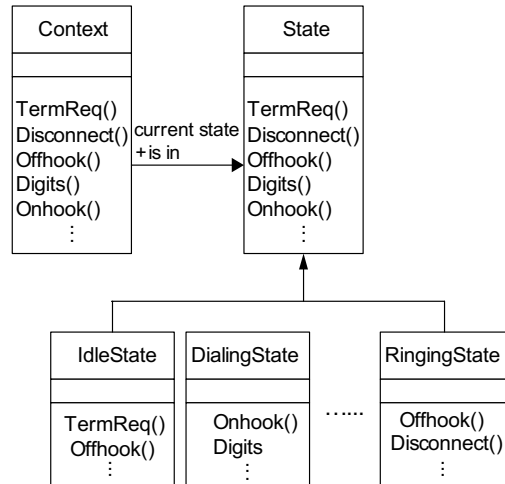 Context
TermReq()
Disconnect()
Offhook()
Digits()
Onhook()
⋮
current state
+is in
State
TermReq()
Disconnect()
Offhook()
Digits()
Onhook()
⋮
IdleState
TermReq()
Offhook()
⋮
DialingState
Onhook()
Digits
⋮
…....
RingingState
Offhook()
Disconnect()
⋮